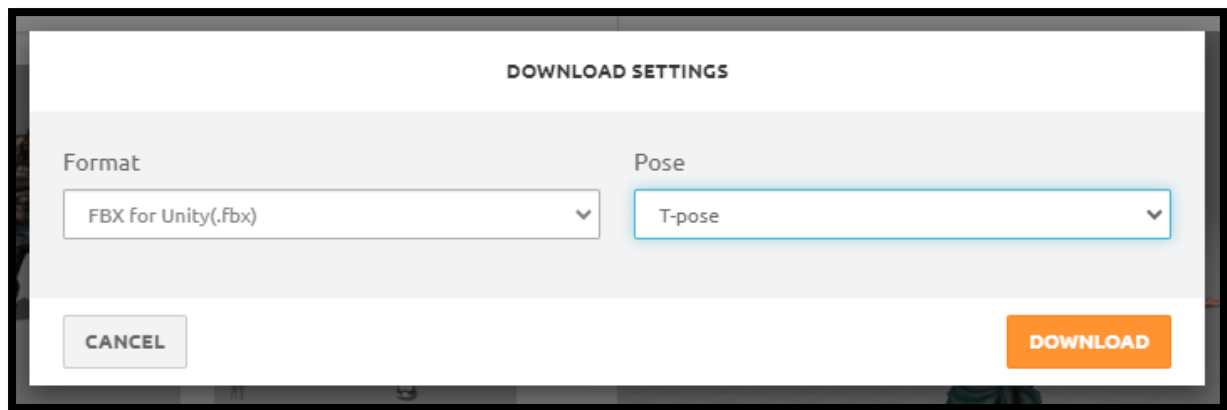 DOWNLOAD SETTINGS
Format
Pose
FBX for Unity(.fbx)
T-pose
CANCEL
DOWNLOAD